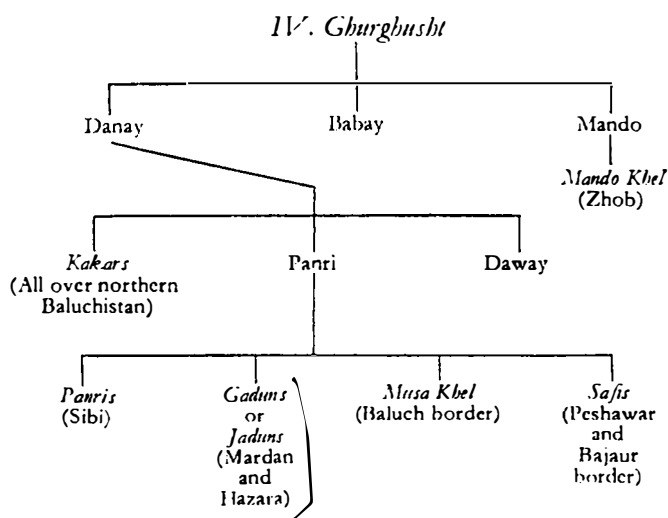 IV. Ghurghusht
Danay
Babay
Mando
Mando Khel
(Zhob)
Kakars
(All over northern
Baluchistan)
Panri
Daway
Panris
(Sibi)
Gaduns
or
Jaduns
(Mardan
and
Hazara)
Musa Khel
(Baluch border)
Safis
(Peshawar
and
Bajaur
border)